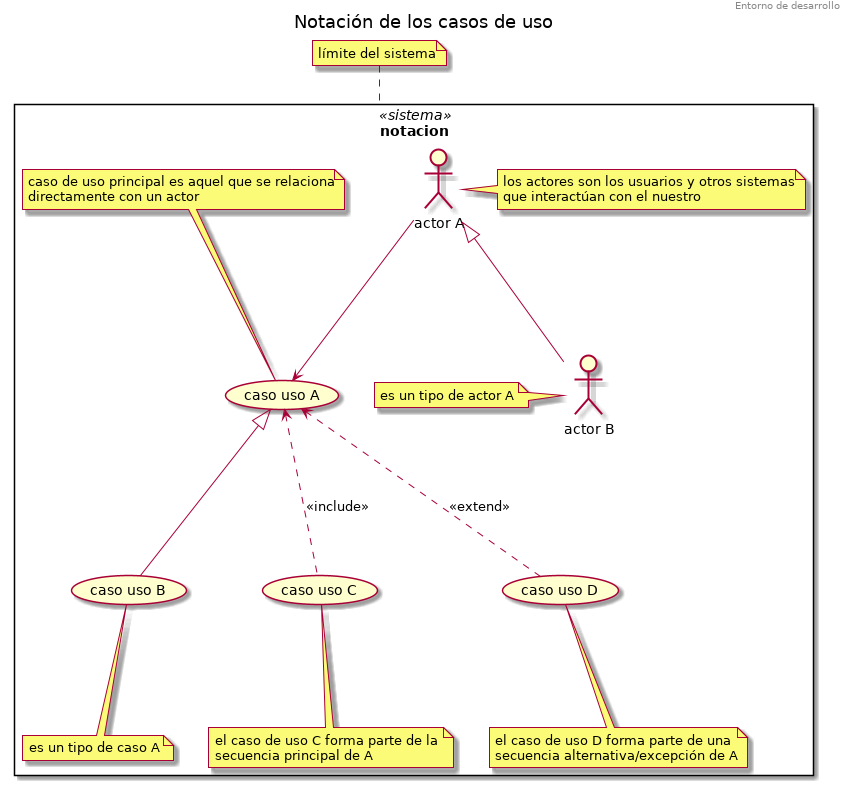 Entorno de desarrollo
Notación de los casos de uso
límite del sistema
«sistema»
notacion
caso de uso principal es aquel que se relaciona
directamente con un actor
los actores son los usuarios y otros sistemas
que interactúan con el nuestro
actor A
caso uso A
es un tipo de actor A
actor B
«include»
«extend»
caso uso B
caso uso C
caso uso D
es un tipo de caso A
el caso de uso C forma parte de la
secuencia principal de A
el caso de uso D forma parte de una
secuencia alternativa/excepción de A